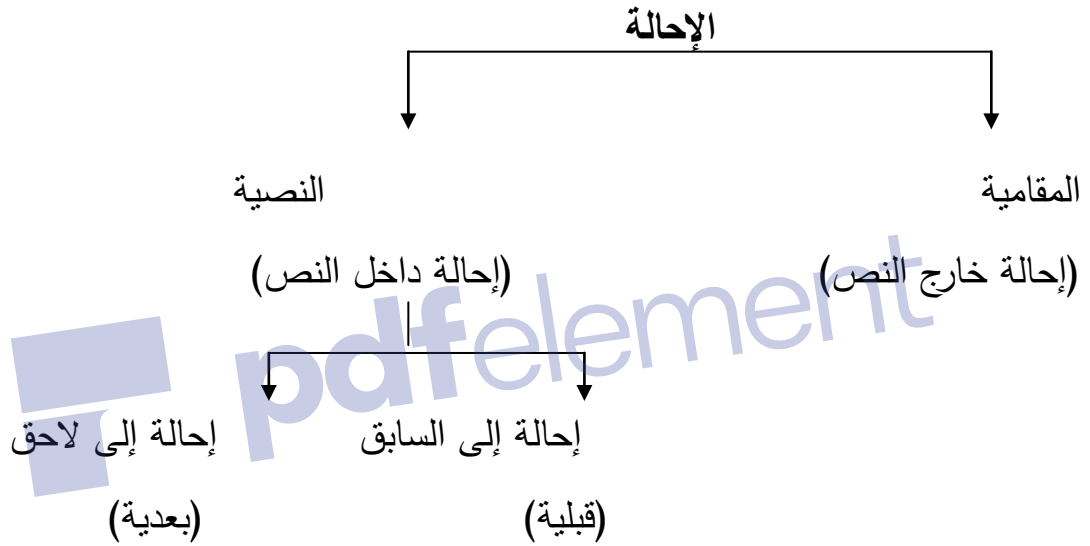 الإحالة
المقامية النصية
(إحالة خارج النص) (إحالة داخل النص)
pdfelement
إحالة إلى السابق إحالة إلى لاحق
(قبلية) (بعدية)